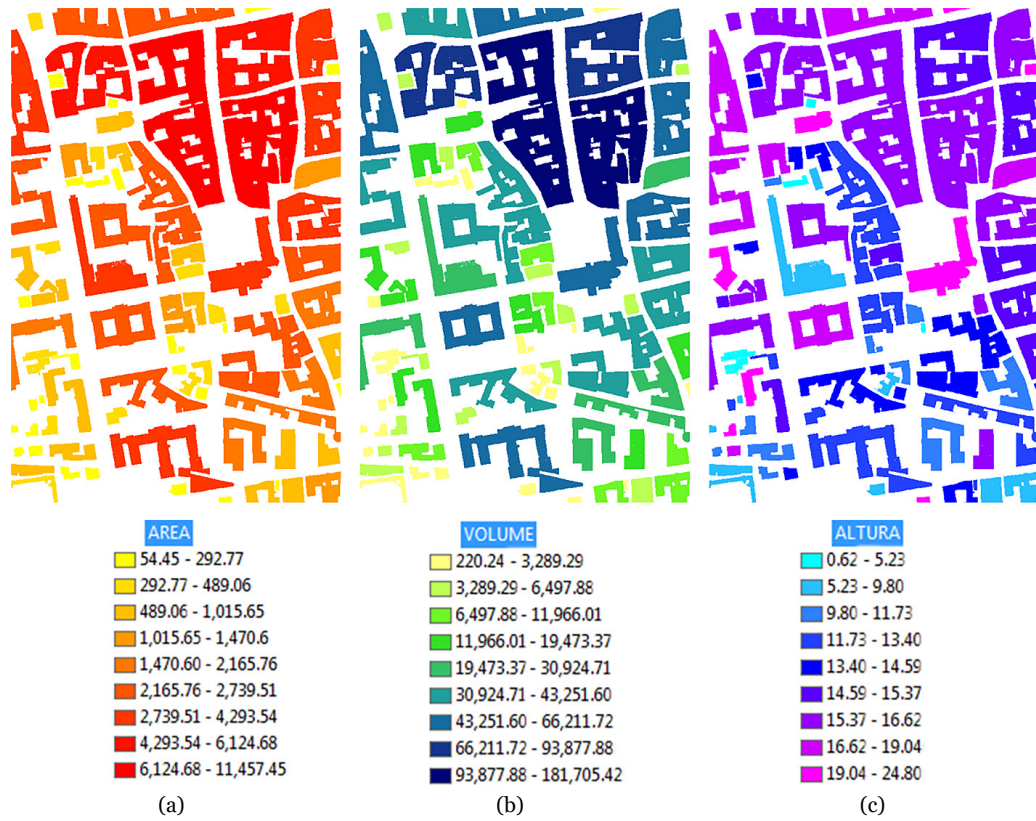 AREA
54.45 - 292.77
292.77 - 489.06
489.06 - 1,015.65
1,015.65 - 1,470.6
1,470.60 - 2,165.76
2,165.76 - 2,739.51
2,739.51 - 4,293.54
4,293.54 - 6,124.68
6,124.68 - 11,457.45
(a)
VOLUME
220.24 - 3,289.29
3,289.29 - 6,497.88
6,497.88 - 11,966.01
11,966.01 - 19,473.37
19,473.37 - 30,924.71
30,924.71 - 43,251.60
43,251.60 - 66,211.72
66,211.72 - 93,877.88
93,877.88 - 181,705.42
(b)
ALTURA
0.62 - 5.23
5.23 - 9.80
9.80 - 11.73
11.73 - 13.40
13.40 - 14.59
14.59 - 15.37
15.37 - 16.62
16.62 - 19.04
19.04 - 24.80
(c)